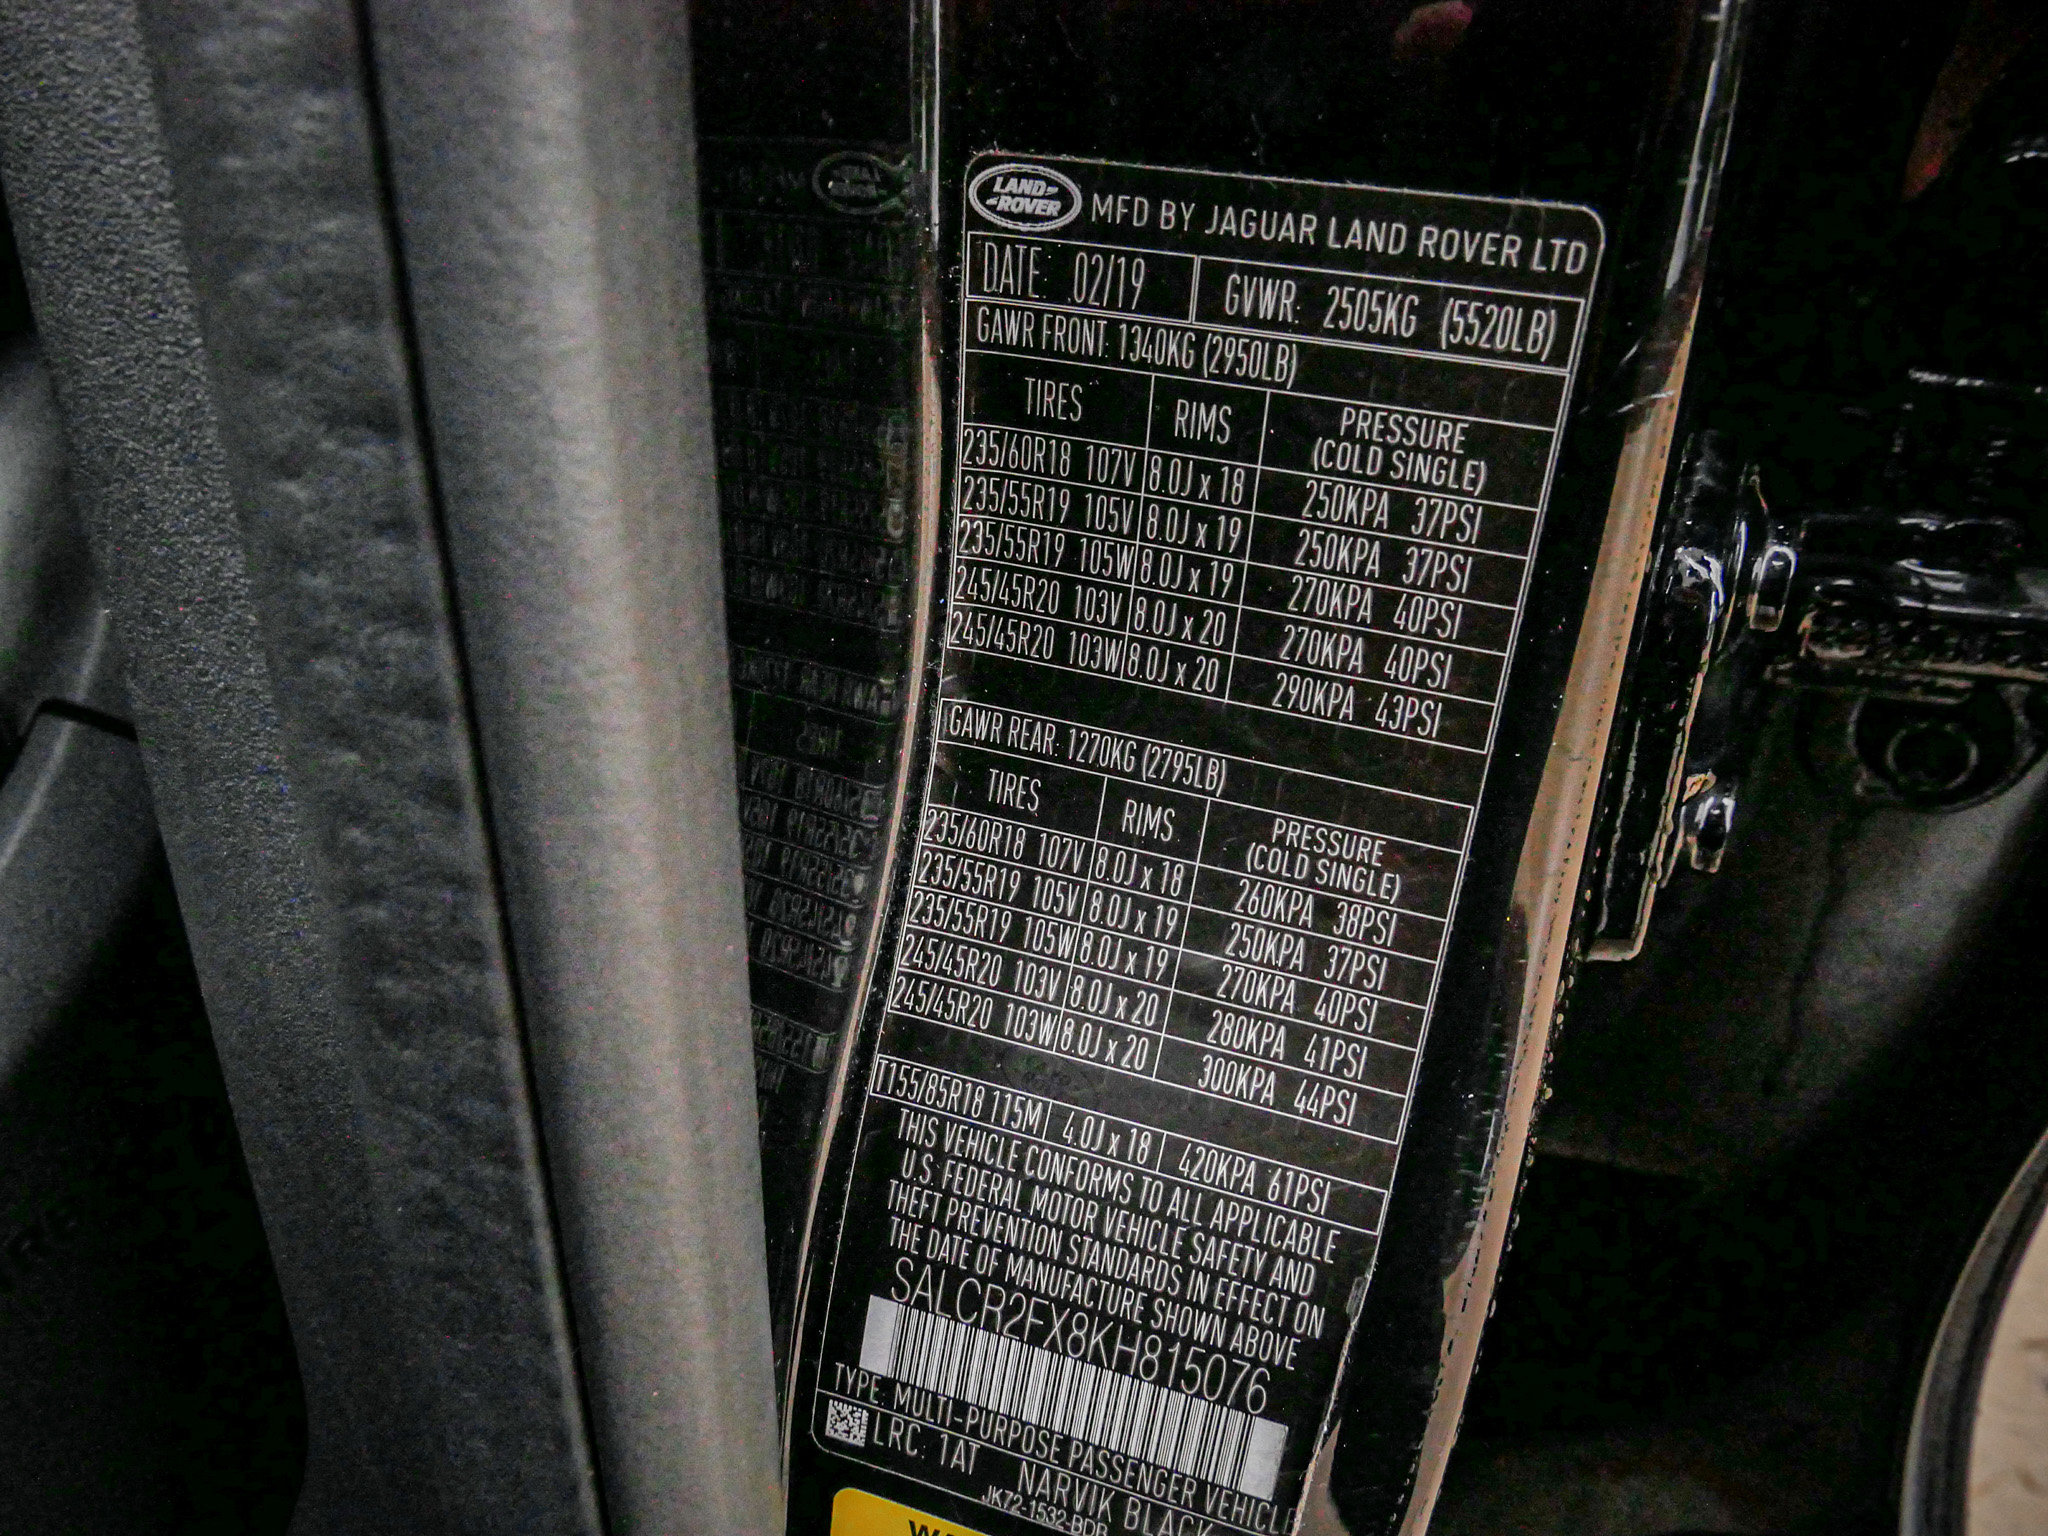 LAND ROVER MFD BY JAGUAR LAND ROVER LTD
DATE: 02/19 GVWR: 2505KG (5520LB)
GAWR FRONT: 1340KG (2950LB)
TIRES RIMS PRESSURE (COLD SINGLE)
235/60R18 107V 8.0J x 18 250KPA 37PSI
235/55R19 105V 8.0J x 19 250KPA 37PSI
235/55R19 105W 8.0J x 19 270KPA 40PSI
245/45R20 103V 8.0J x 20 270KPA 40PSI
245/45R20 103W 8.0J x 20 290KPA 43PSI
GAWR REAR: 1270KG (2795LB)
TIRES RIMS PRESSURE (COLD SINGLE)
235/60R18 107V 8.0J x 18 260KPA 38PSI
235/55R19 105V 8.0J x 19 250KPA 37PSI
235/55R19 105W 8.0J x 19 270KPA 40PSI
245/45R20 103V 8.0J x 20 280KPA 41PSI
245/45R20 103W 8.0J x 20 300KPA 44PSI
T155/85R18 115M 4.0J x 18 420KPA 61PSI
THIS VEHICLE CONFORMS TO ALL APPLICABLE
U.S. FEDERAL MOTOR VEHICLE SAFETY AND
THEFT PREVENTION STANDARDS IN EFFECT ON
THE DATE OF MANUFACTURE SHOWN ABOVE
SALCR2FX8KH815076
TYPE: MULTI-PURPOSE PASSENGER VEHICLE
LRC: 1AT NARVIK BLACK
JK72-1532-BDB